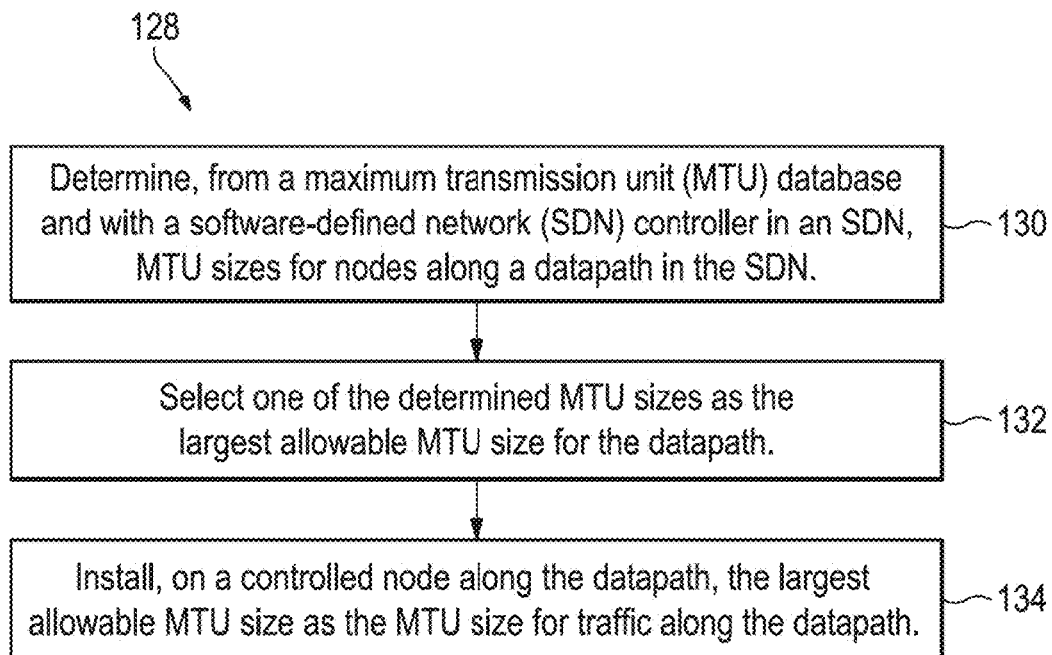 128
Determine, from a maximum transmission unit (MTU) database
and with a software-defined network (SDN) controller in an SDN,
MTU sizes for nodes along a datapath in the SDN.
130
Select one of the determined MTU sizes as the
largest allowable MTU size for the datapath.
132
Install, on a controlled node along the datapath, the largest
allowable MTU size as the MTU size for traffic along the datapath.
134